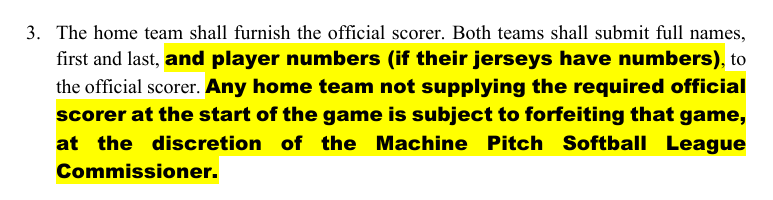 3. The home team shall furnish the official scorer. Both teams shall submit full names,
first and last, and player numbers (if their jerseys have numbers), to
the official scorer. Any home team not supplying the required official
scorer at the start of the game is subject to forfeiting that game,
at the discretion of the Machine Pitch Softball League
Commissioner.